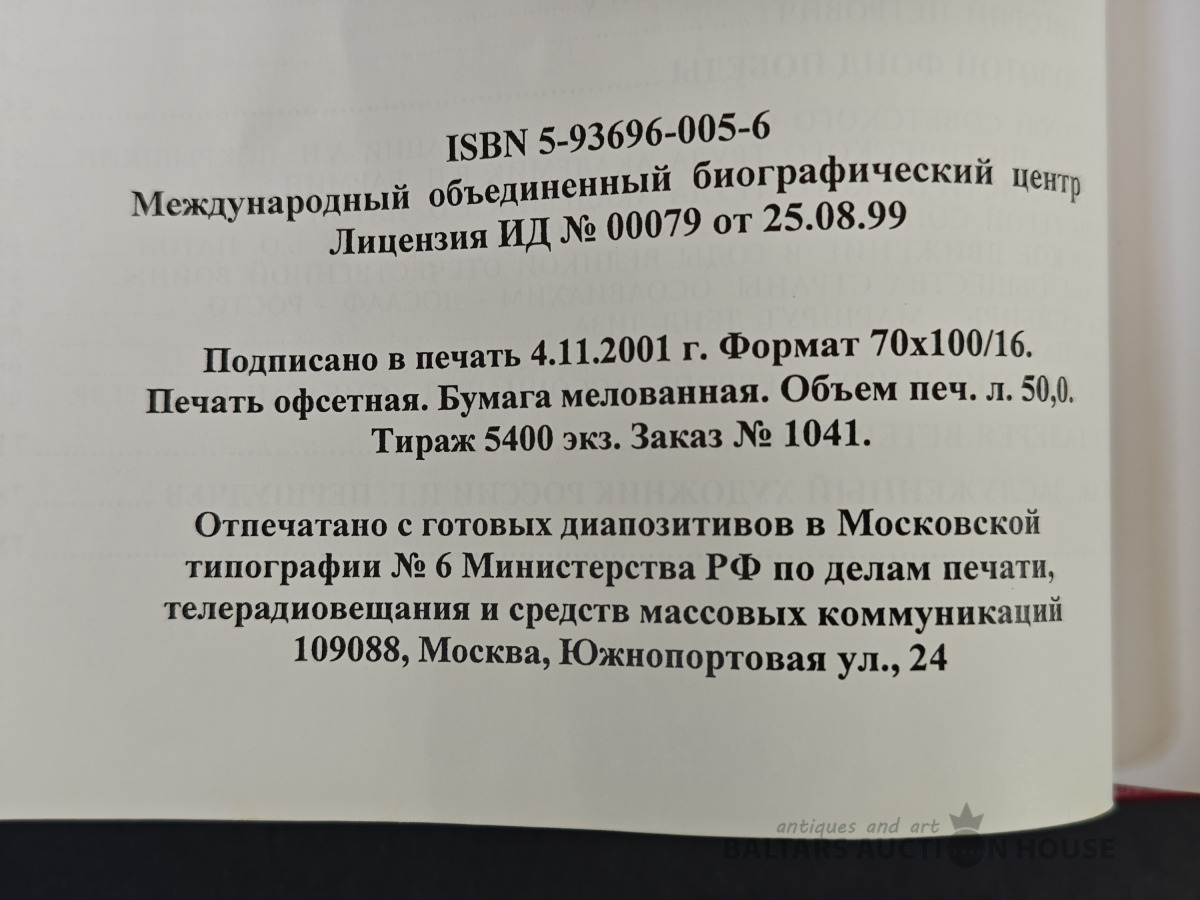 ISBN 5-93696-005-6
Международный объединенный биографический центр
Лицензия ИД № 00079 от 25.08.99
Подписано в печать 4.11.2001 г. Формат 70х100/16.
Печать офсетная. Бумага мелованная. Объем печ. л. 50,0.
Тираж 5400 экз. Заказ № 1041.
Отпечатано с готовых диапозитивов в Московской
типографии № 6 Министерства РФ по делам печати,
телерадиовещания и средств массовых коммуникаций
109088, Москва, Южнопортовая ул., 24
antiques and art
BALTARS AUCTION HOUSE